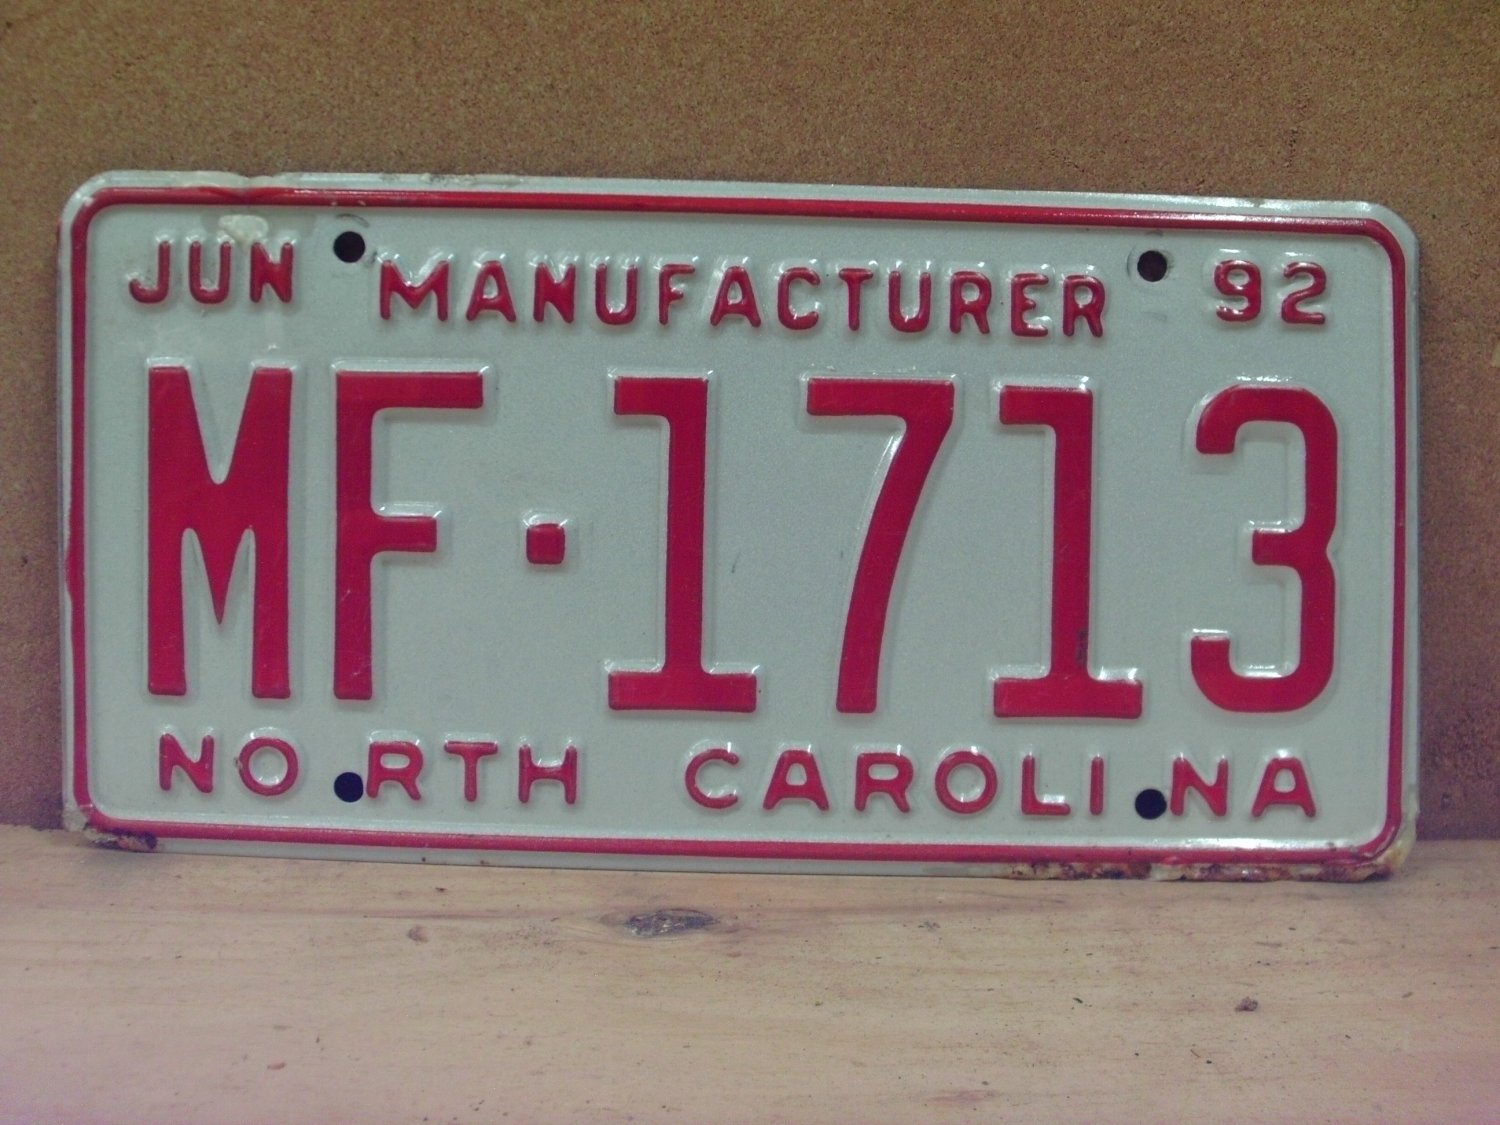 JUN MANUFACTURER 92
MF·1713
NORTH CAROLINA